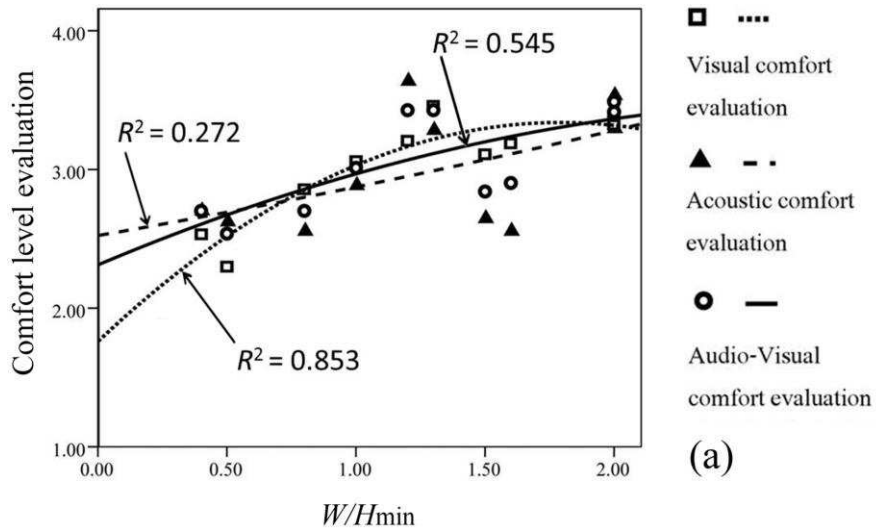 4.00
3.00
2.00
1.00
Comfort level evaluation
R² = 0.272
R² = 0.545
R² = 0.853
0.00 0.50 1.00 1.50 2.00
W/Hmin
Visual comfort
evaluation
Acoustic comfort
evaluation
Audio-Visual
comfort evaluation
(a)